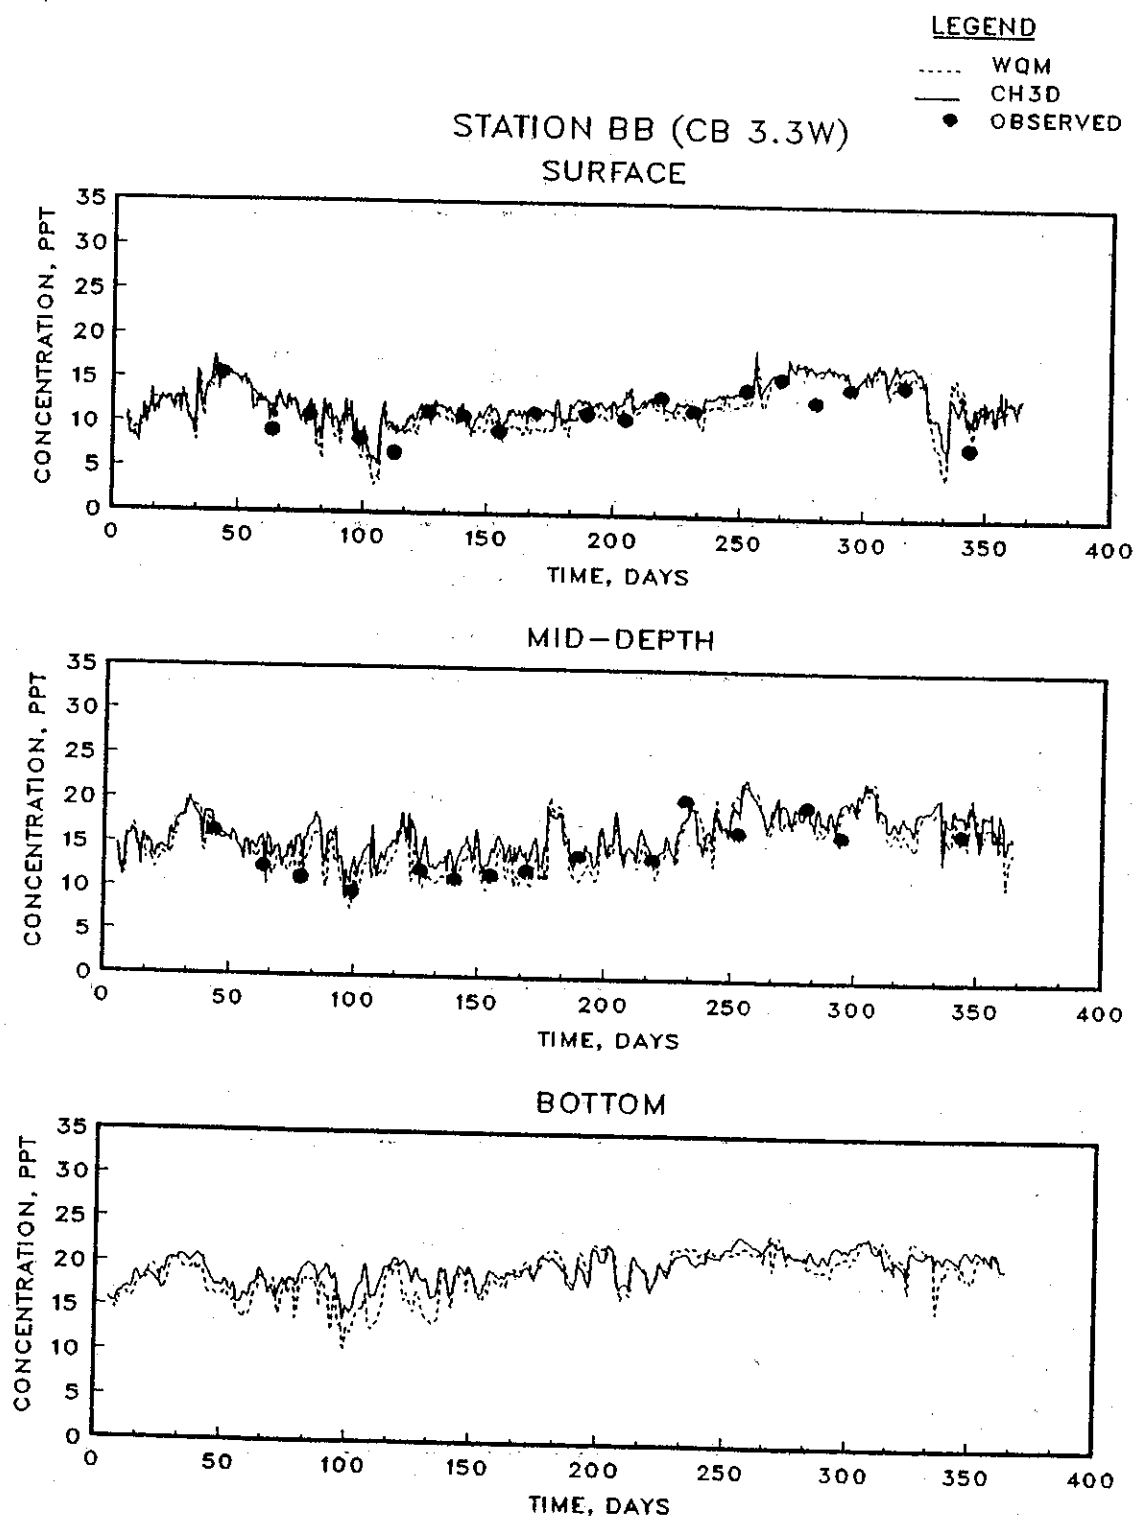 LEGEND
WQM
CH3D
OBSERVED
STATION BB (CB 3.3W)
SURFACE
35
30
25
20
15
10
5
0
CONCENTRATION, PPT
0 50 100 150 200 250 300 350 400
TIME, DAYS
MID-DEPTH
35
30
25
20
15
10
5
0
CONCENTRATION, PPT
0 50 100 150 200 250 300 350 400
TIME, DAYS
BOTTOM
35
30
25
20
15
10
5
0
CONCENTRATION, PPT
0 50 100 150 200 250 300 350 400
TIME, DAYS